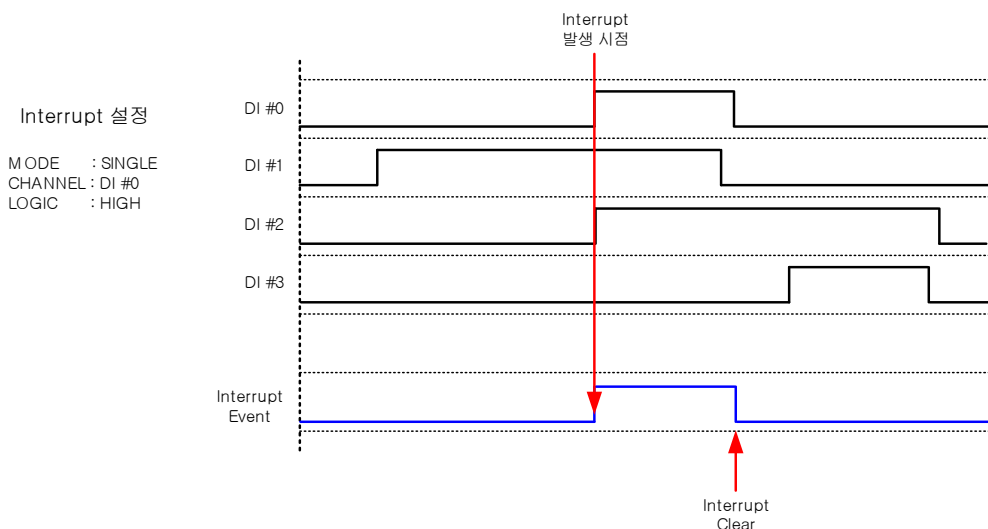 Interrupt
발생 시점
Interrupt 설정
MODE : SINGLE
CHANNEL : DI #0
LOGIC : HIGH
DI #0
DI #1
DI #2
DI #3
Interrupt
Event
Interrupt
Clear